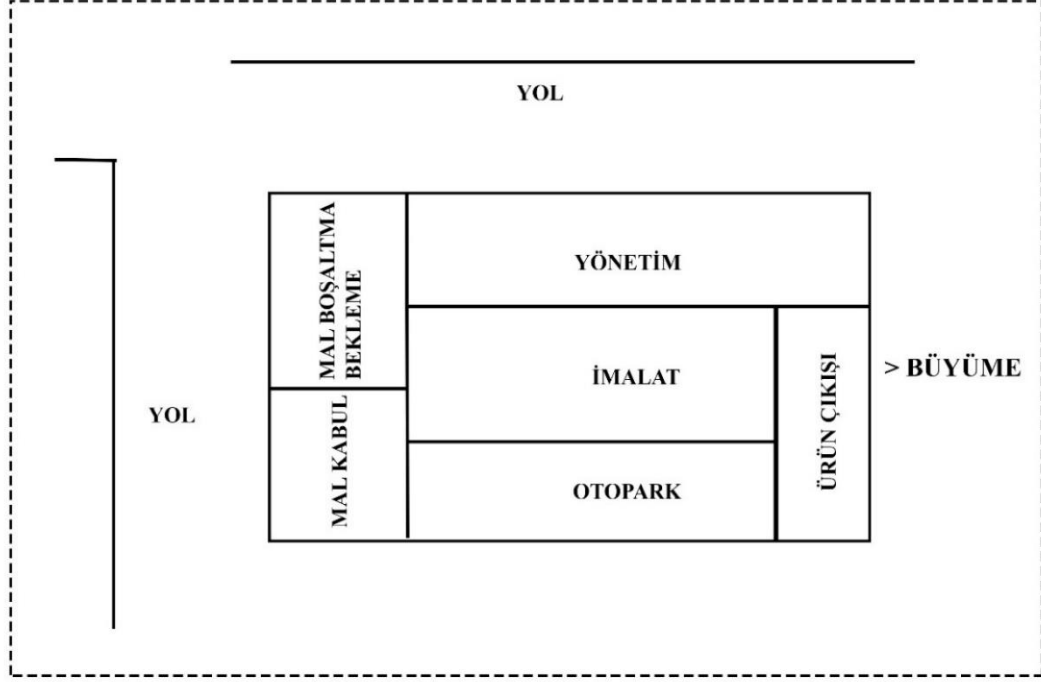 YOL
MAL BOŞALTMA
BEKLEME
YÖNETİM
İMALAT
> BÜYÜME
ÜRÜN ÇIKIŞI
YOL
MAL KABUL
OTOPARK